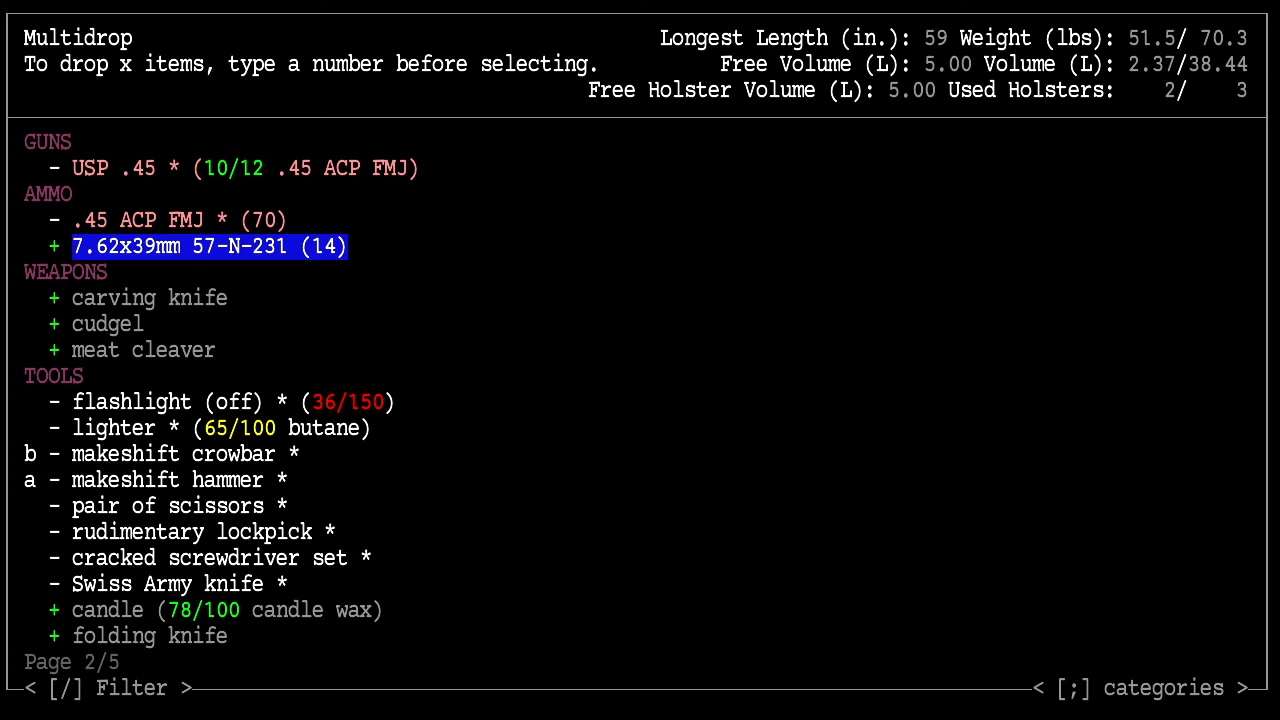 Multidrop Longest Length (in.): 59 Weight (lbs): 51.5/ 70.3
To drop x items, type a number before selecting. Free Volume (L): 5.00 Volume (L): 2.37/38.44
Free Holster Volume (L): 5.00 Used Holsters: 2/ 3
GUNS
- USP .45 * (10/12 .45 ACP FMJ)
AMMO
- .45 ACP FMJ * (70)
+ 7.62x39mm 57-N-231 (14)
WEAPONS
+ carving knife
+ cudgel
+ meat cleaver
TOOLS
- flashlight (off) * (36/150)
- lighter * (65/100 butane)
b - makeshift crowbar *
a - makeshift hammer *
- pair of scissors *
- rudimentary lockpick *
- cracked screwdriver set *
- Swiss Army knife *
+ candle (78/100 candle wax)
+ folding knife
Page 2/5
< [/] Filter > < [;] categories >